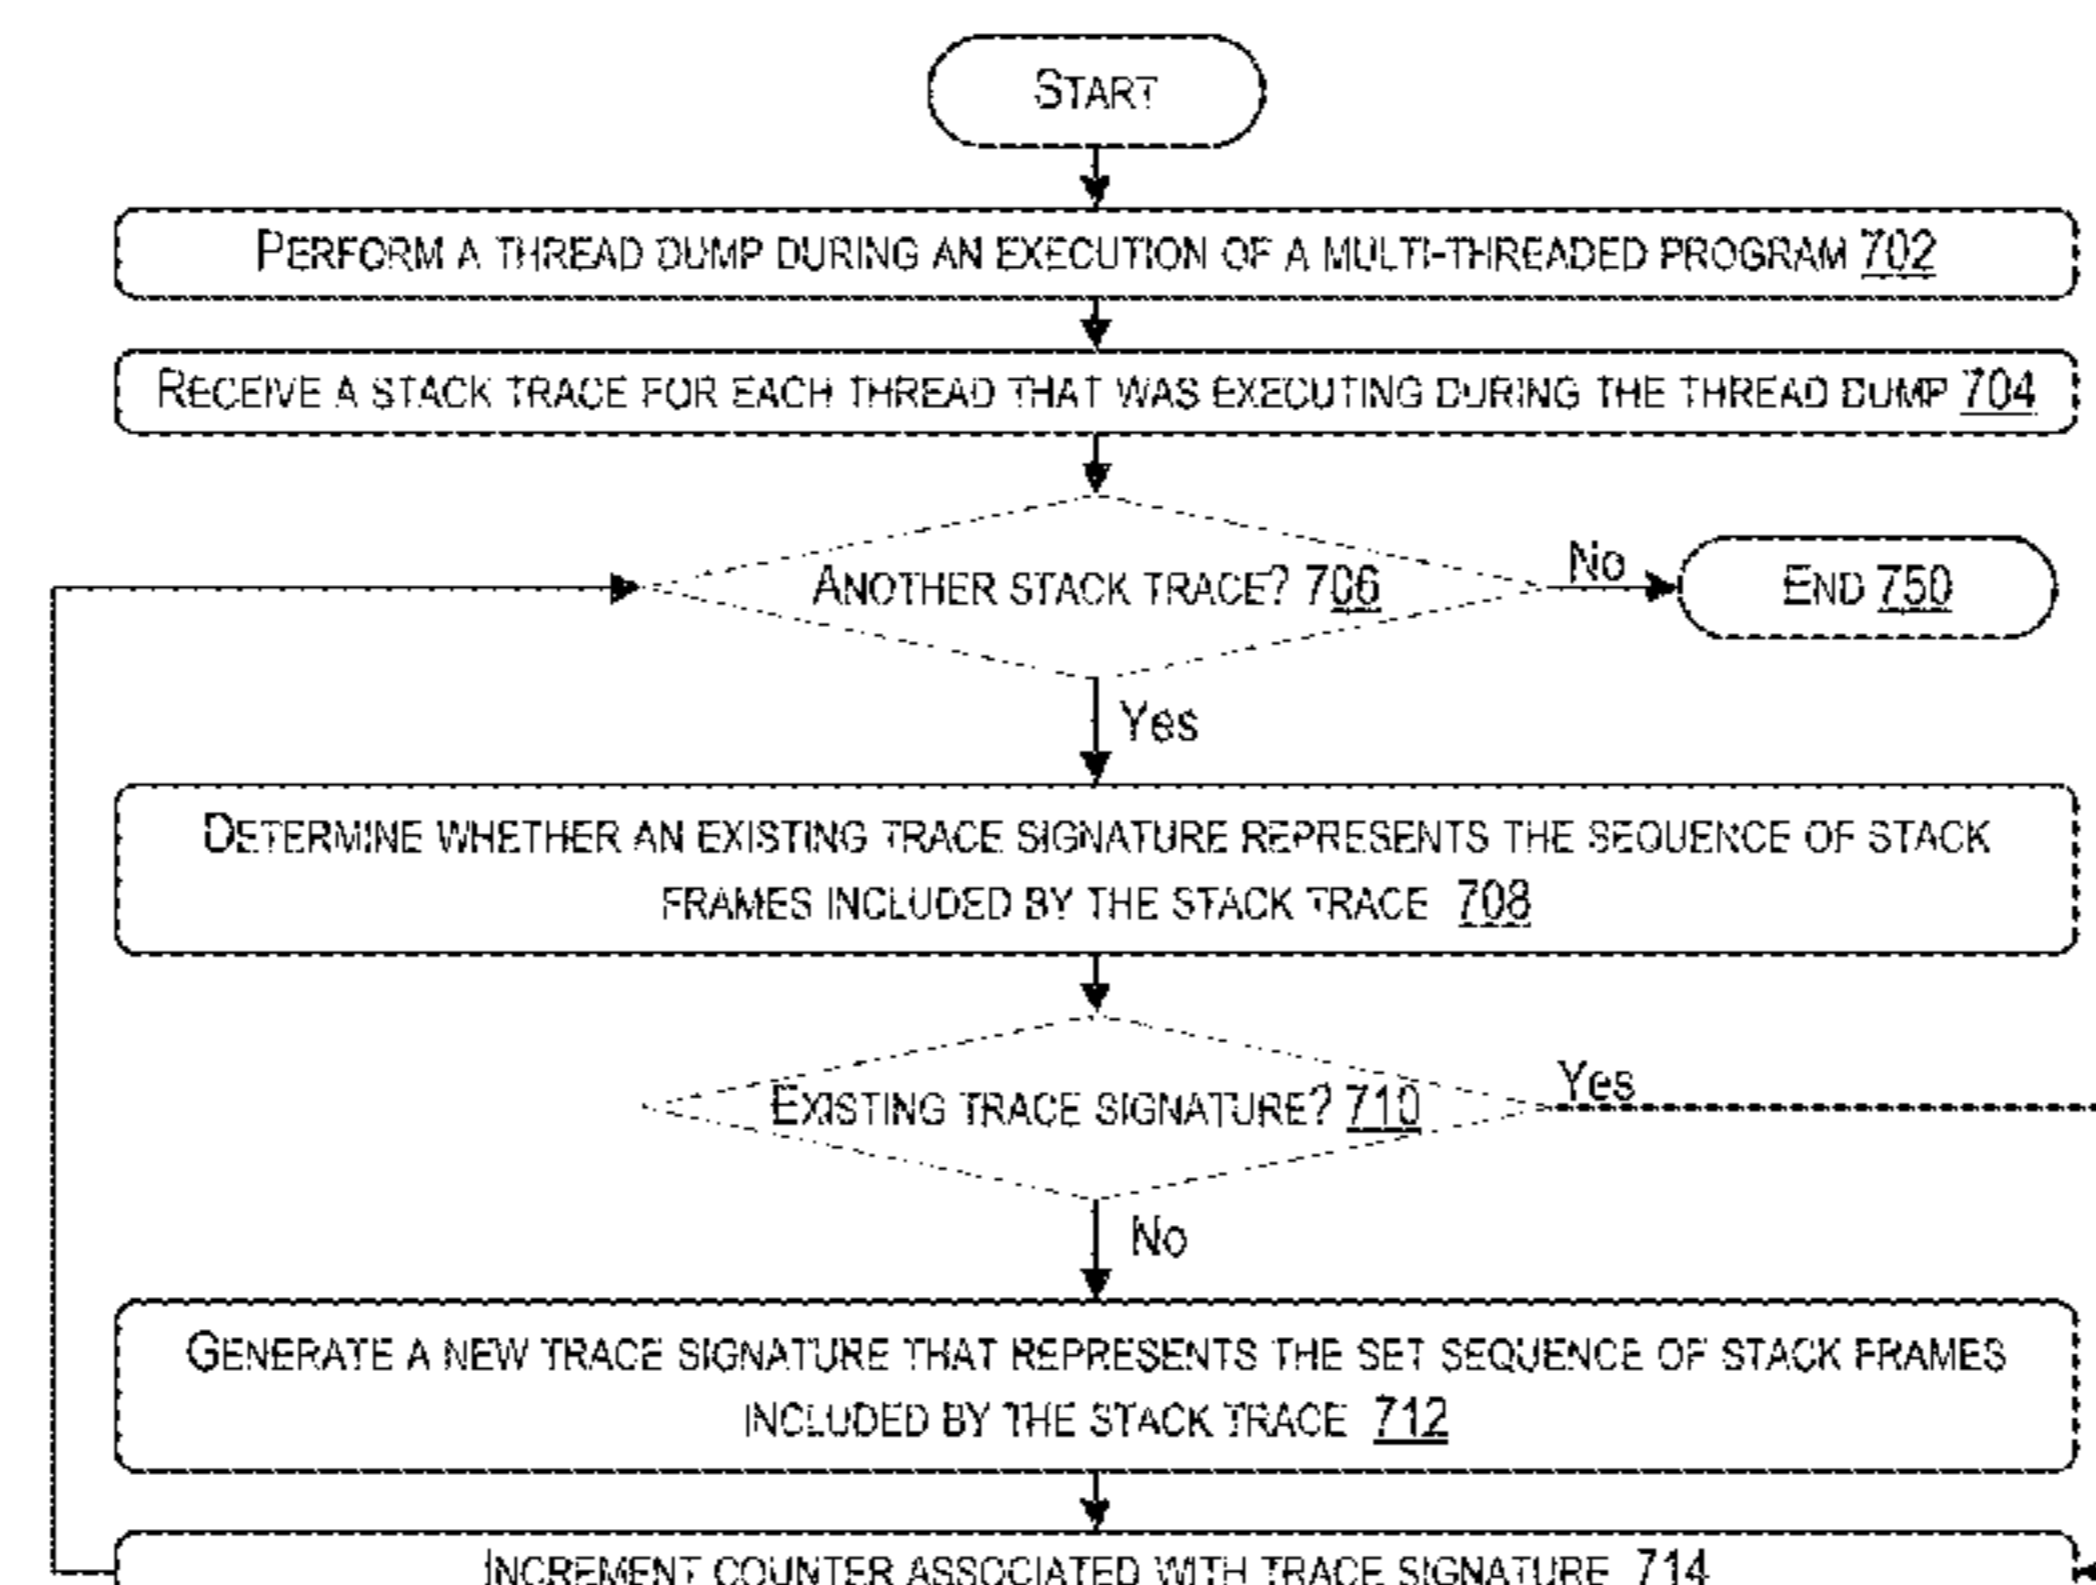 START
PERFORM A THREAD DUMP DURING AN EXECUTION OF A MULTI-THREADED PROGRAM 702
RECEIVE A STACK TRACE FOR EACH THREAD THAT WAS EXECUTING DURING THE THREAD DUMP 704
ANOTHER STACK TRACE? 706
No
END 750
Yes
DETERMINE WHETHER AN EXISTING TRACE SIGNATURE REPRESENTS THE SEQUENCE OF STACK
FRAMES INCLUDED BY THE STACK TRACE 708
EXISTING TRACE SIGNATURE? 710
Yes
No
GENERATE A NEW TRACE SIGNATURE THAT REPRESENTS THE SET SEQUENCE OF STACK FRAMES
INCLUDED BY THE STACK TRACE 712
INCREMENT COUNTER ASSOCIATED WITH TRACE SIGNATURE 714